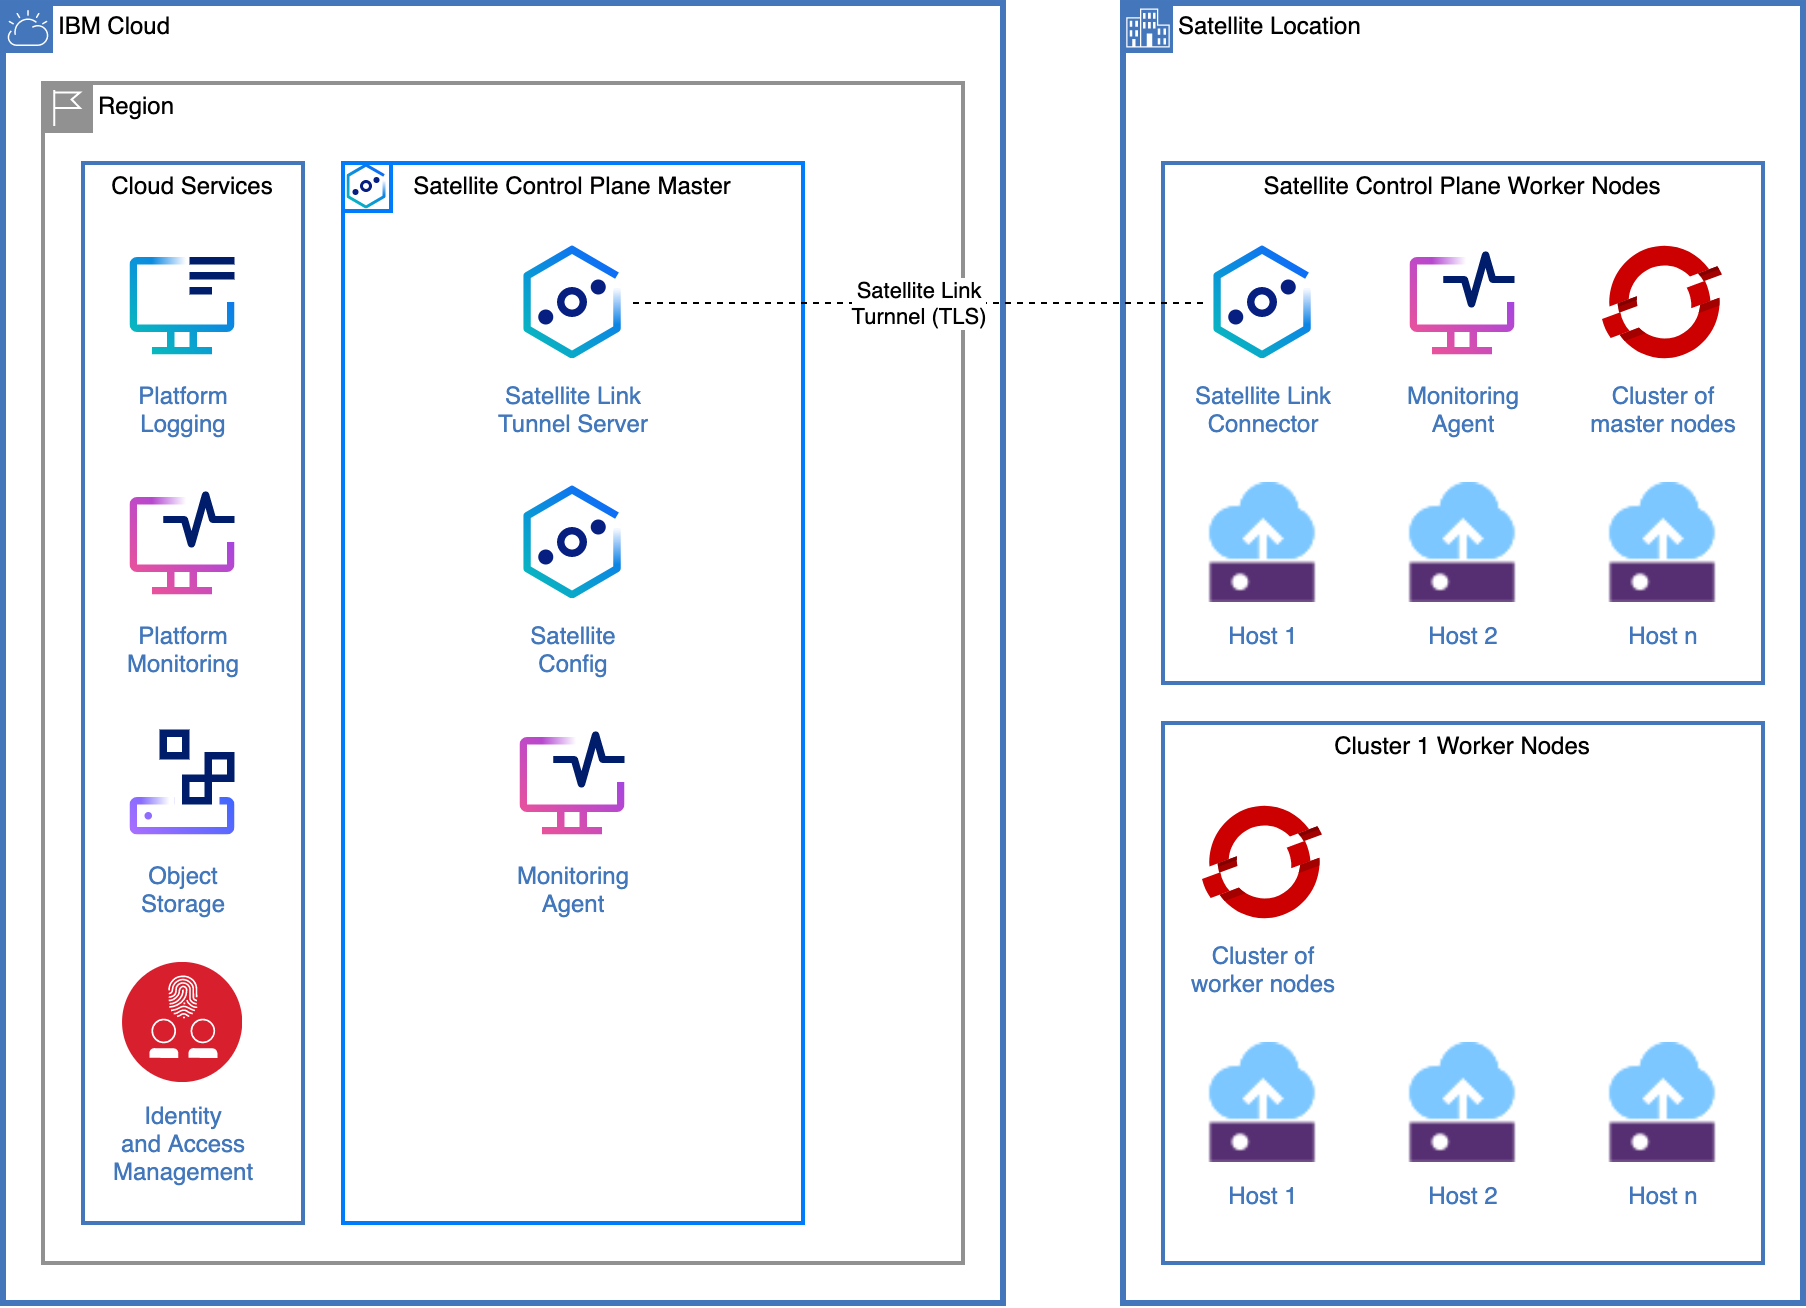 IBM Cloud
Region
Cloud Services
Platform
Logging
Platform
Monitoring
Object
Storage
Identity
and Access
Management
Satellite Control Plane Master
Satellite Link
Tunnel Server
Satellite
Config
Monitoring
Agent
Satellite Link
Turnnel (TLS)
Satellite Location
Satellite Control Plane Worker Nodes
Satellite Link
Connector
Monitoring
Agent
Cluster of
master nodes
Host 1
Host 2
Host n
Cluster 1 Worker Nodes
Cluster of
worker nodes
Host 1
Host 2
Host n